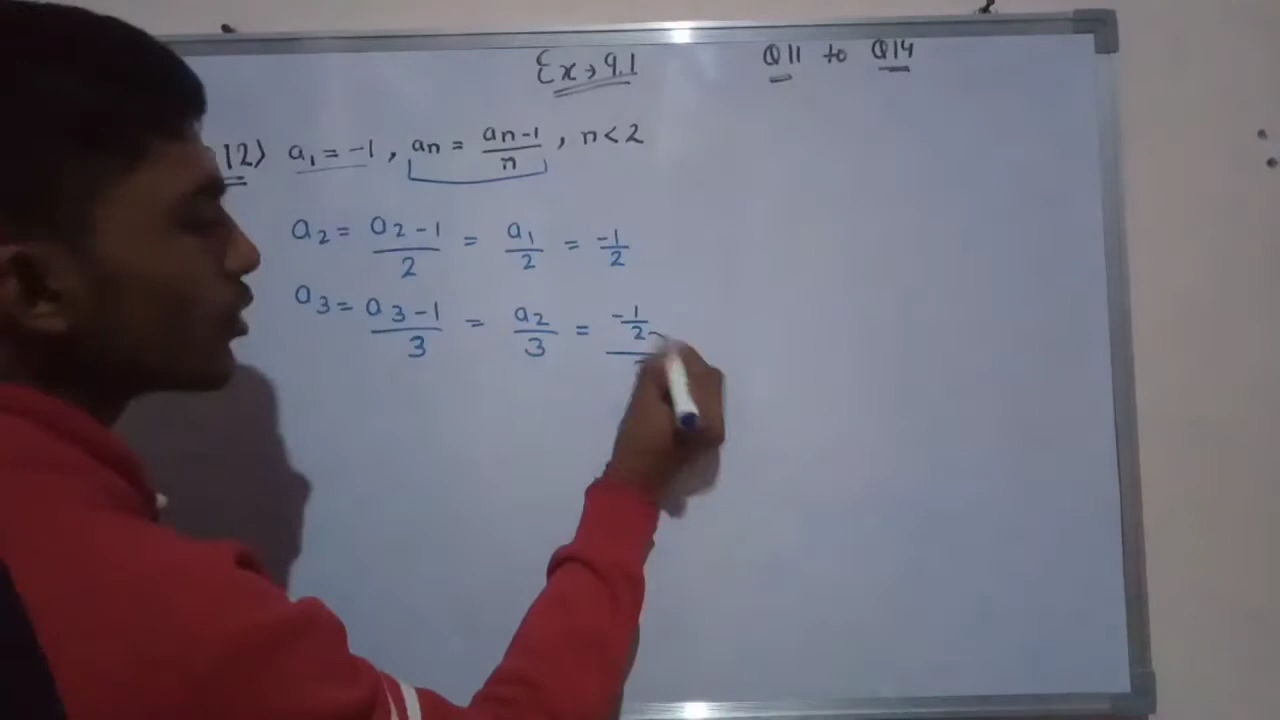 Ex → 9.1 Q11 to Q14
12) a₁ = -1 , an = an-1/n , n < 2
a₂ = a₂-1/2 = a₁/2 = -1/2
a₃ = a₃-1/3 = a₂/3 = -1/2